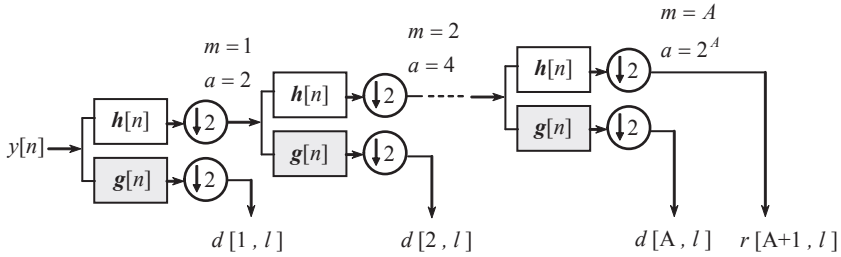 m = 1
a = 2
m = 2
a = 4
m = A
a = 2^A
h[n]
↓2
h[n]
↓2
h[n]
↓2
y[n]
g[n]
↓2
g[n]
↓2
g[n]
↓2
d [1 , l ]
d [2 , l ]
d [A , l ]
r [A+1 , l ]